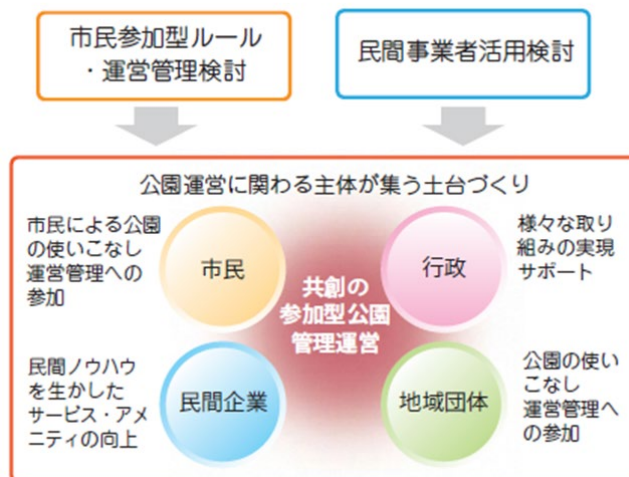 市民参加型ルール
・運営管理検討
民間事業者活用検討
公園運営に関わる主体が集う土台づくり
市民による公園
の使いこなし
運営管理への
参加
市民
共創の
参加型公園
管理運営
行政
様々な取り
組みの実現
サポート
民間ノウハウ
を生かした
サービス・アメ
ニティの向上
民間企業
地域団体
公園の使い
こなし
運営管理へ
の参加